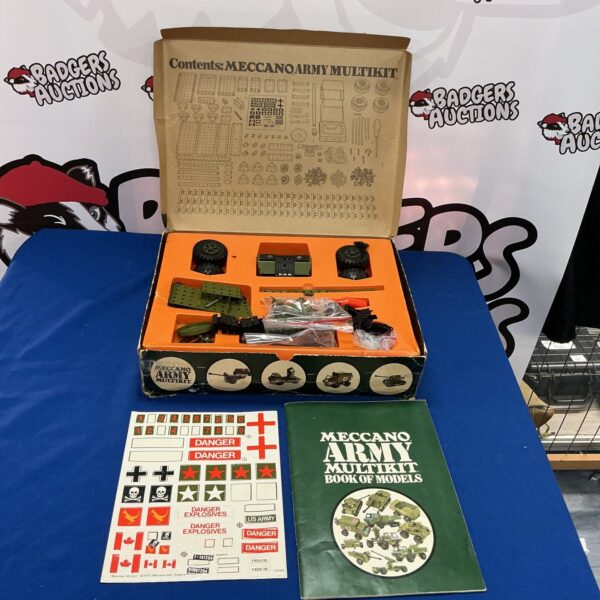 BADGERS
AUCTIONS
BADGERS
AUCTIONS
BADGERS
AUCTIONS
Contents: MECCANO ARMY MULTIKIT
MECCANO
ARMY
MULTIKIT
DANGER
DANGER
DANGER
EXPLOSIVES
DANGER
EXPLOSIVES
US ARMY
DANGER
DANGER
MECCANO
ARMY
MULTIKIT
BOOK OF MODELS